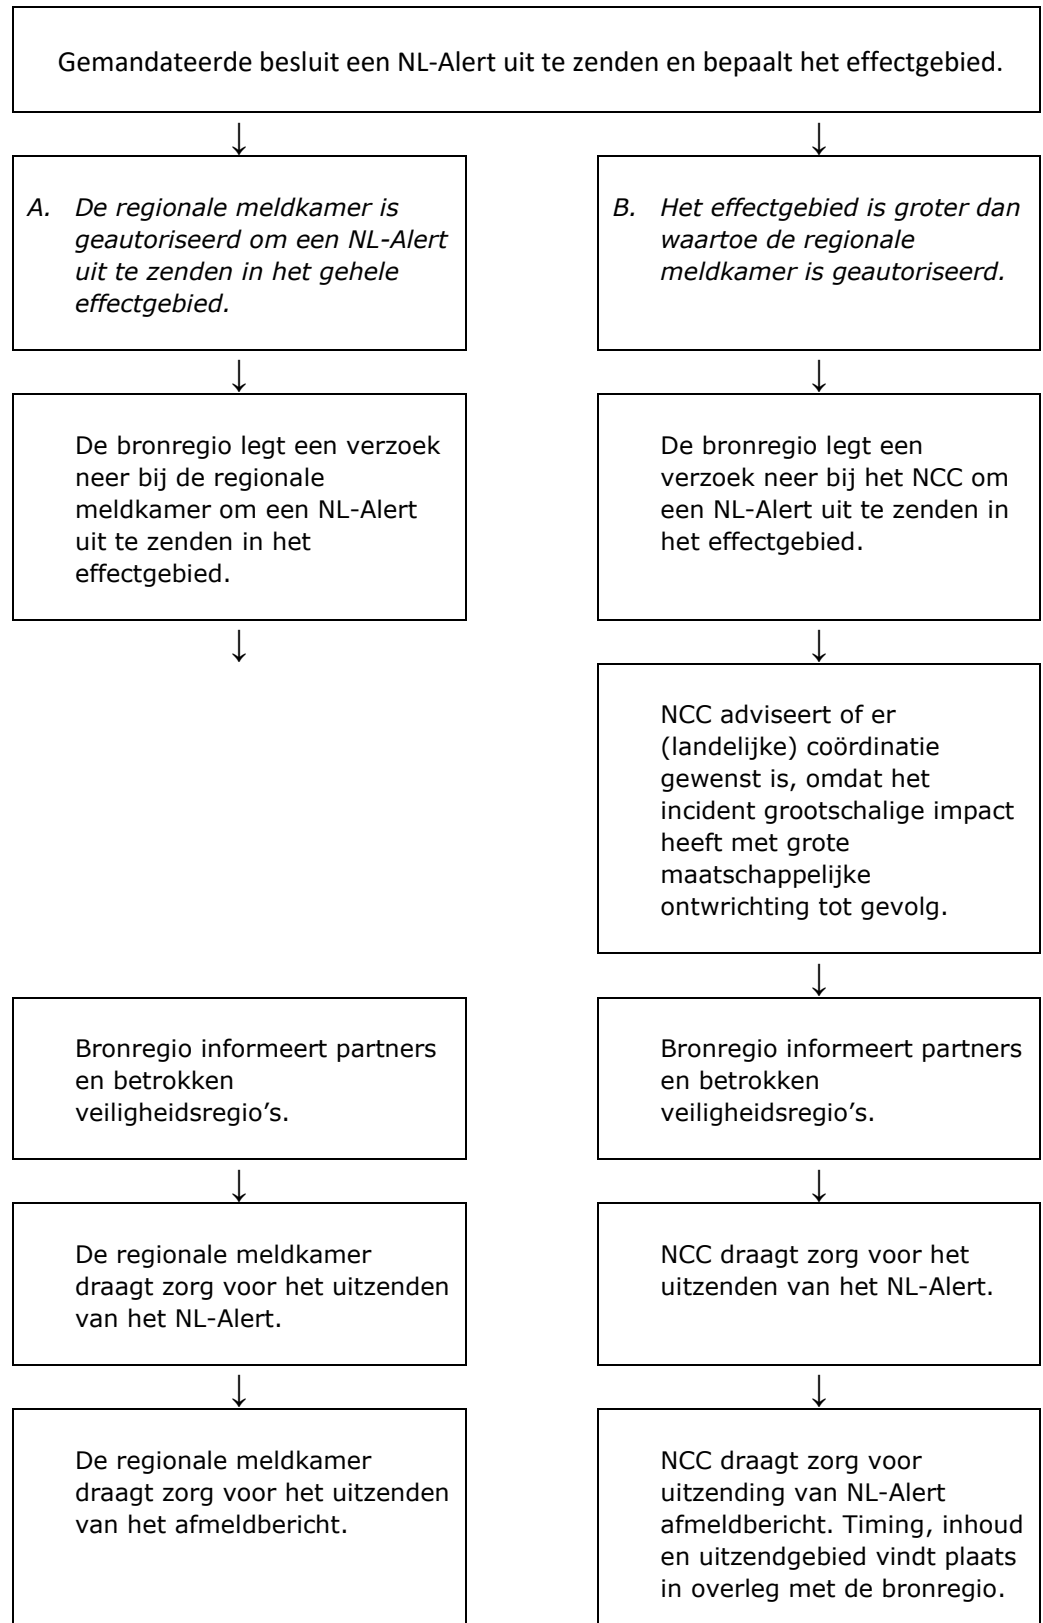 Gemandateerde besluit een NL-Alert uit te zenden en bepaalt het effectgebied.
↓
↓
A. De regionale meldkamer is
geautoriseerd om een NL-Alert
uit te zenden in het gehele
effectgebied.
B. Het effectgebied is groter dan
waartoe de regionale
meldkamer is geautoriseerd.
↓
↓
De bronregio legt een verzoek
neer bij de regionale
meldkamer om een NL-Alert
uit te zenden in het
effectgebied.
De bronregio legt een
verzoek neer bij het NCC om
een NL-Alert uit te zenden in
het effectgebied.
↓
↓
NCC adviseert of er
(landelijke) coördinatie
gewenst is, omdat het
incident grootschalige impact
heeft met grote
maatschappelijke
ontwrichting tot gevolg.
↓
Bronregio informeert partners
en betrokken
veiligheidsregio’s.
Bronregio informeert partners
en betrokken
veiligheidsregio’s.
↓
↓
De regionale meldkamer
draagt zorg voor het uitzenden
van het NL-Alert.
NCC draagt zorg voor het
uitzenden van het NL-Alert.
↓
↓
De regionale meldkamer
draagt zorg voor het uitzenden
van het afmeldbericht.
NCC draagt zorg voor
uitzending van NL-Alert
afmeldbericht. Timing, inhoud
en uitzendgebied vindt plaats
in overleg met de bronregio.